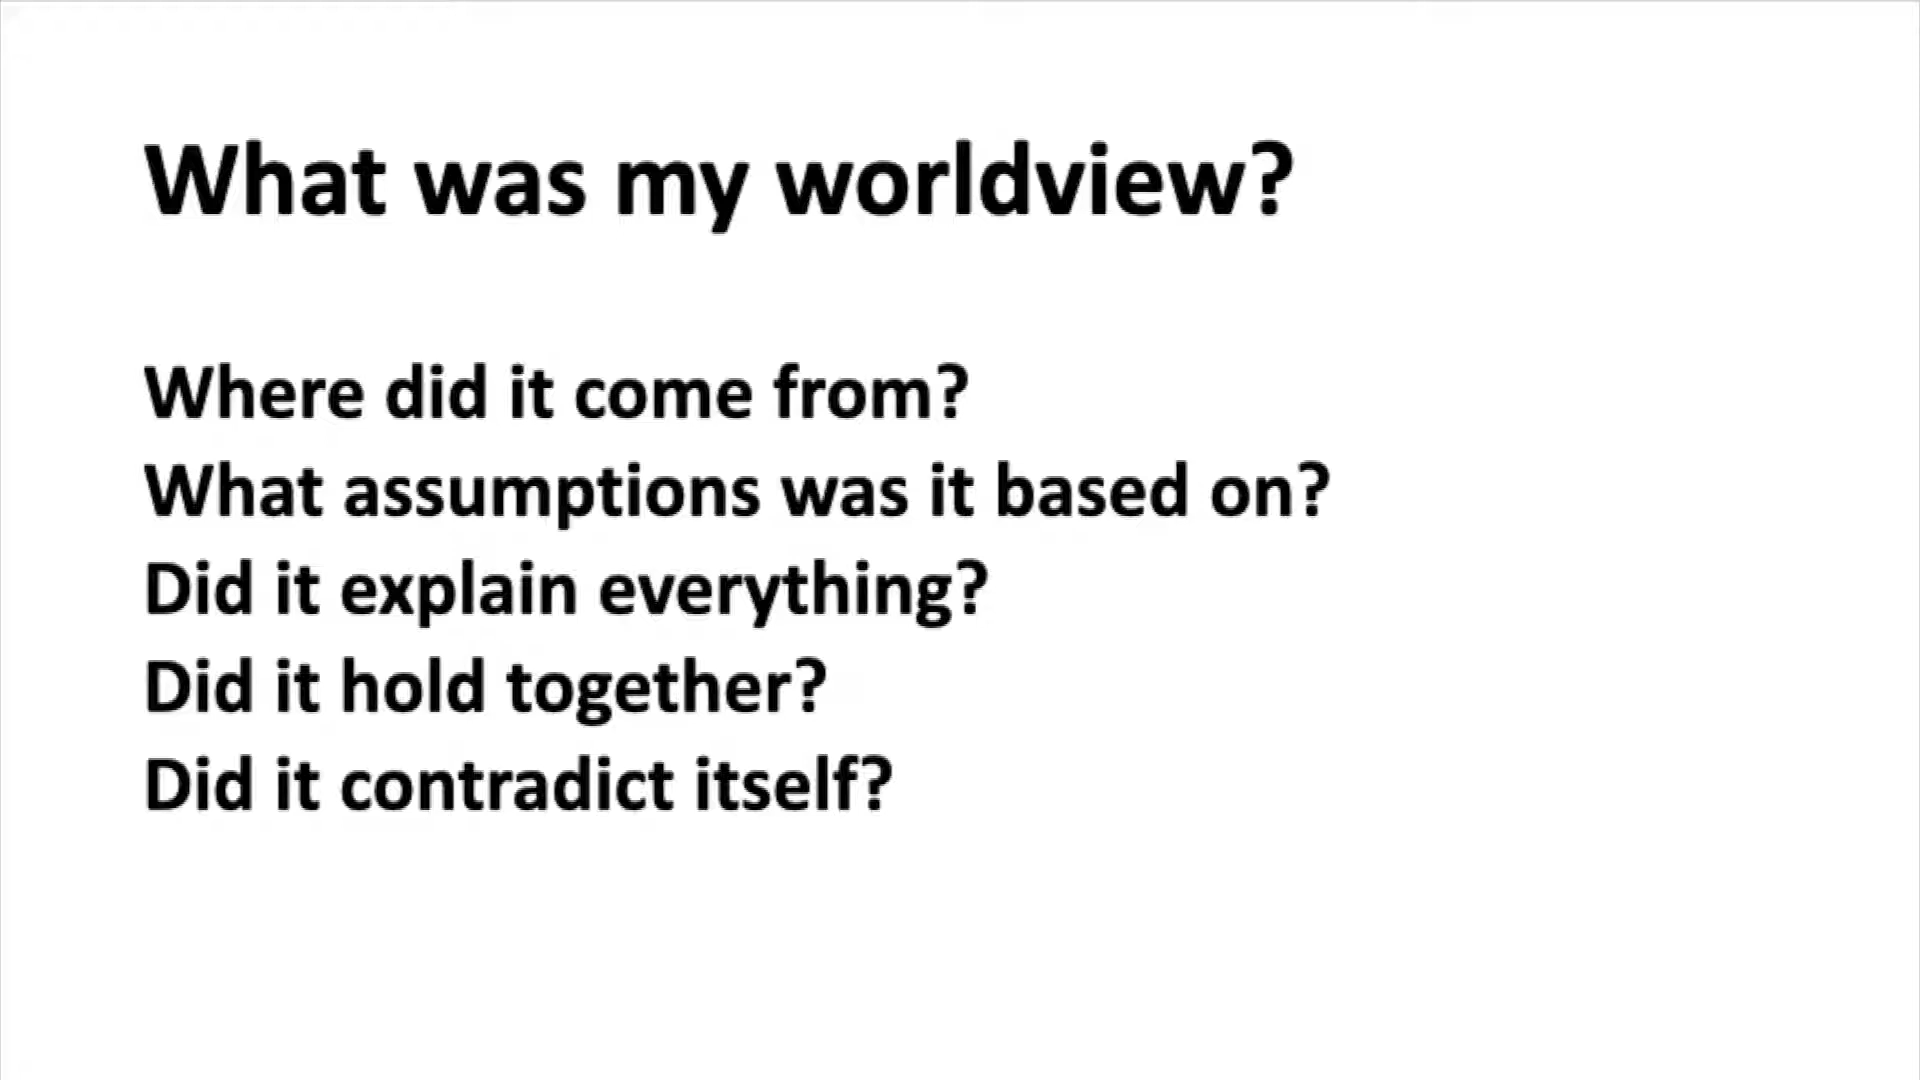 What was my worldview?
Where did it come from?
What assumptions was it based on?
Did it explain everything?
Did it hold together?
Did it contradict itself?